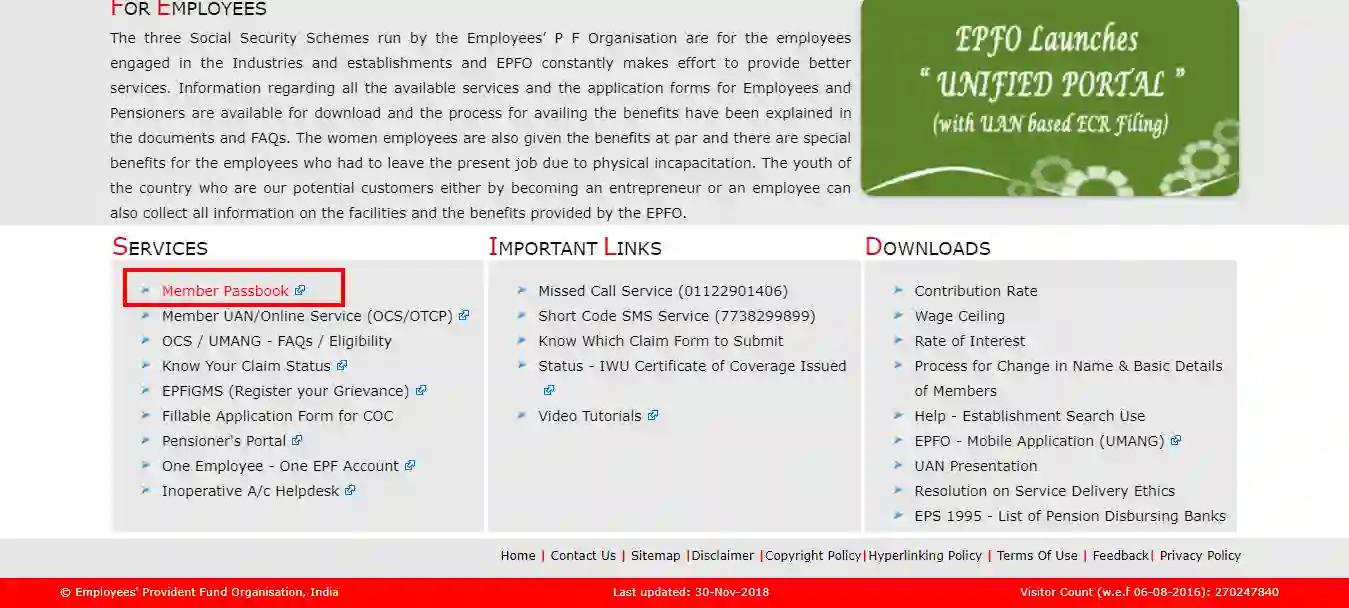 FOR EMPLOYEES
The three Social Security Schemes run by the Employees' P F Organisation are for the employees
engaged in the Industries and establishments and EPFO constantly makes effort to provide better
services. Information regarding all the available services and the application forms for Employees and
Pensioners are available for download and the process for availing the benefits have been explained in
the documents and FAQs. The women employees are also given the benefits at par and there are special
benefits for the employees who had to leave the present job due to physical incapacitation. The youth of
the country who are our potential customers either by becoming an entrepreneur or an employee can
also collect all information on the facilities and the benefits provided by the EPFO.
EPFO Launches
" UNIFIED PORTAL "
(with UAN based ECR Filing)
SERVICES
Member Passbook
Member UAN/Online Service (OCS/OTCP)
OCS / UMANG - FAQs / Eligibility
Know Your Claim Status
EPFiGMS (Register your Grievance)
Fillable Application Form for COC
Pensioner's Portal
One Employee - One EPF Account
Inoperative A/c Helpdesk
IMPORTANT LINKS
Missed Call Service (01122901406)
Short Code SMS Service (7738299899)
Know Which Claim Form to Submit
Status - IWU Certificate of Coverage Issued
Video Tutorials
DOWNLOADS
Contribution Rate
Wage Ceiling
Rate of Interest
Process for Change in Name & Basic Details
of Members
Help - Establishment Search Use
EPFO - Mobile Application (UMANG)
UAN Presentation
Resolution on Service Delivery Ethics
EPS 1995 - List of Pension Disbursing Banks
Home | Contact Us | Sitemap |Disclaimer |Copyright Policy|Hyperlinking Policy | Terms Of Use | Feedback| Privacy Policy
© Employees' Provident Fund Organisation, India Last updated: 30-Nov-2018 Visitor Count (w.e.f 06-08-2016): 270247840